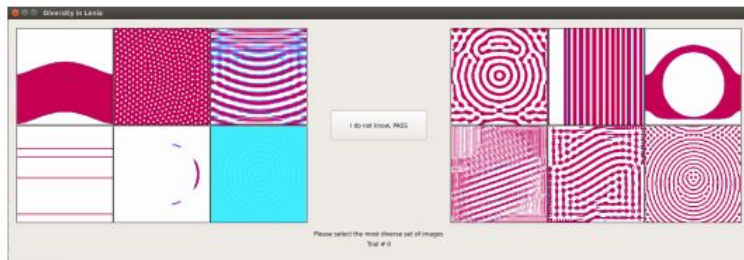 Diversity in Lenia
I do not know, PASS
Please select the most diverse set of images
Trial # 0